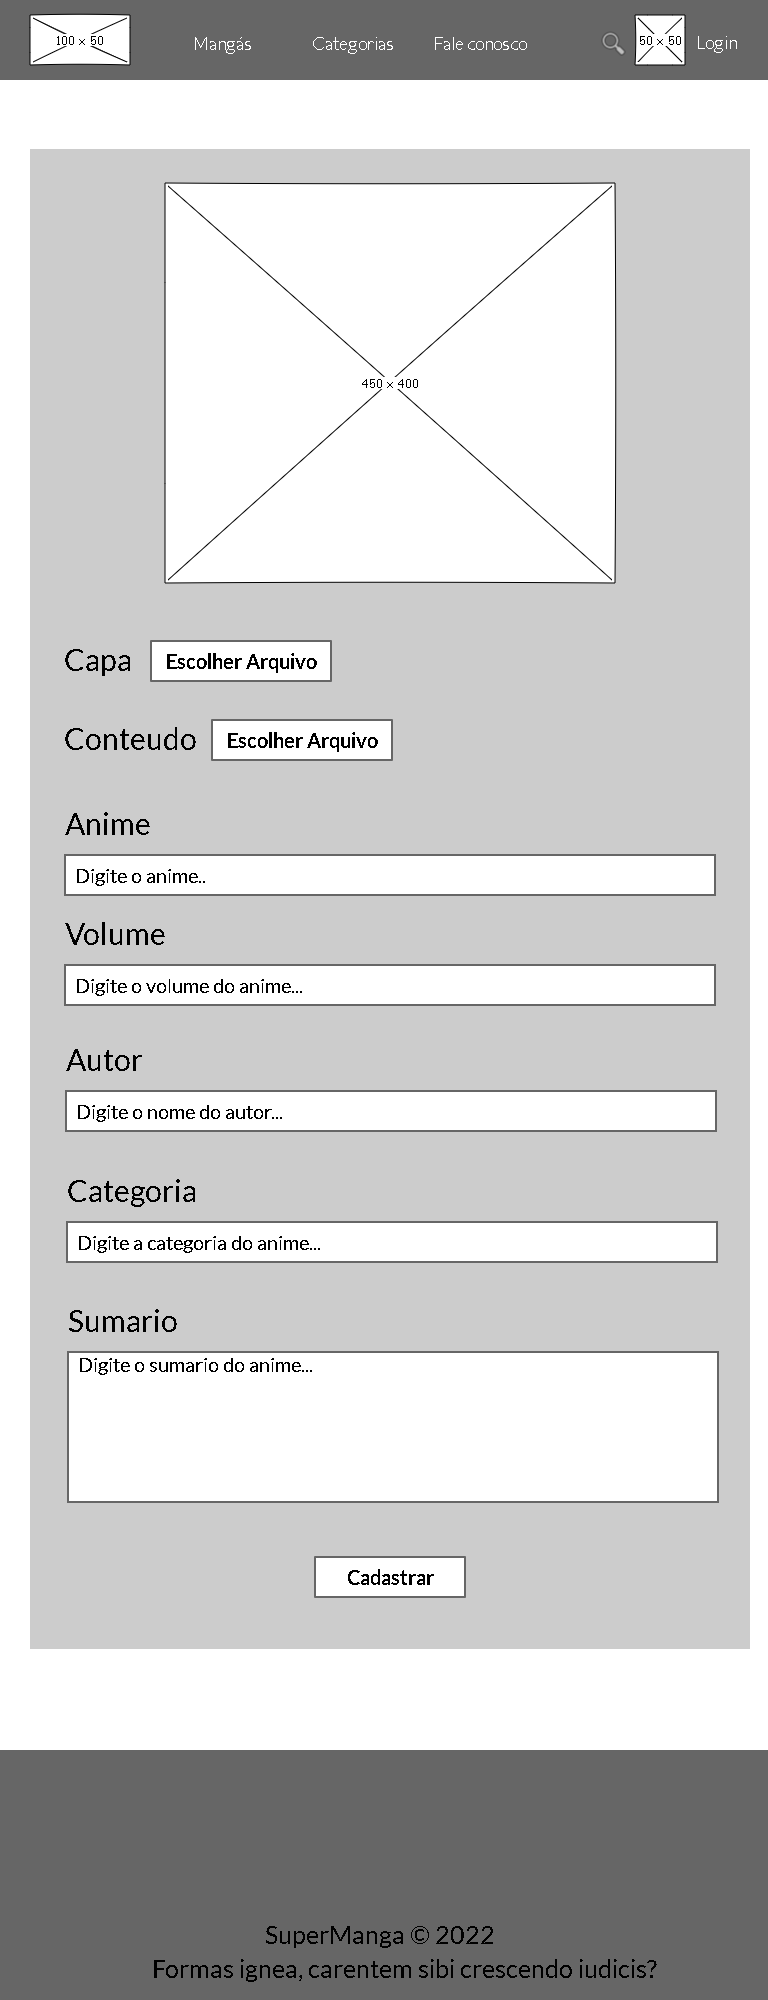 100 x 50
Mangás
Categorias
Fale conosco
50 x 50
Login
450 x 400
Capa
Escolher Arquivo
Conteudo
Escolher Arquivo
Anime
Digite o anime..
Volume
Digite o volume do anime...
Autor
Digite o nome do autor...
Categoria
Digite a categoria do anime...
Sumario
Digite o sumario do anime...
Cadastrar
SuperManga © 2022
Formas ignea, carentem sibi crescendo iudicis?